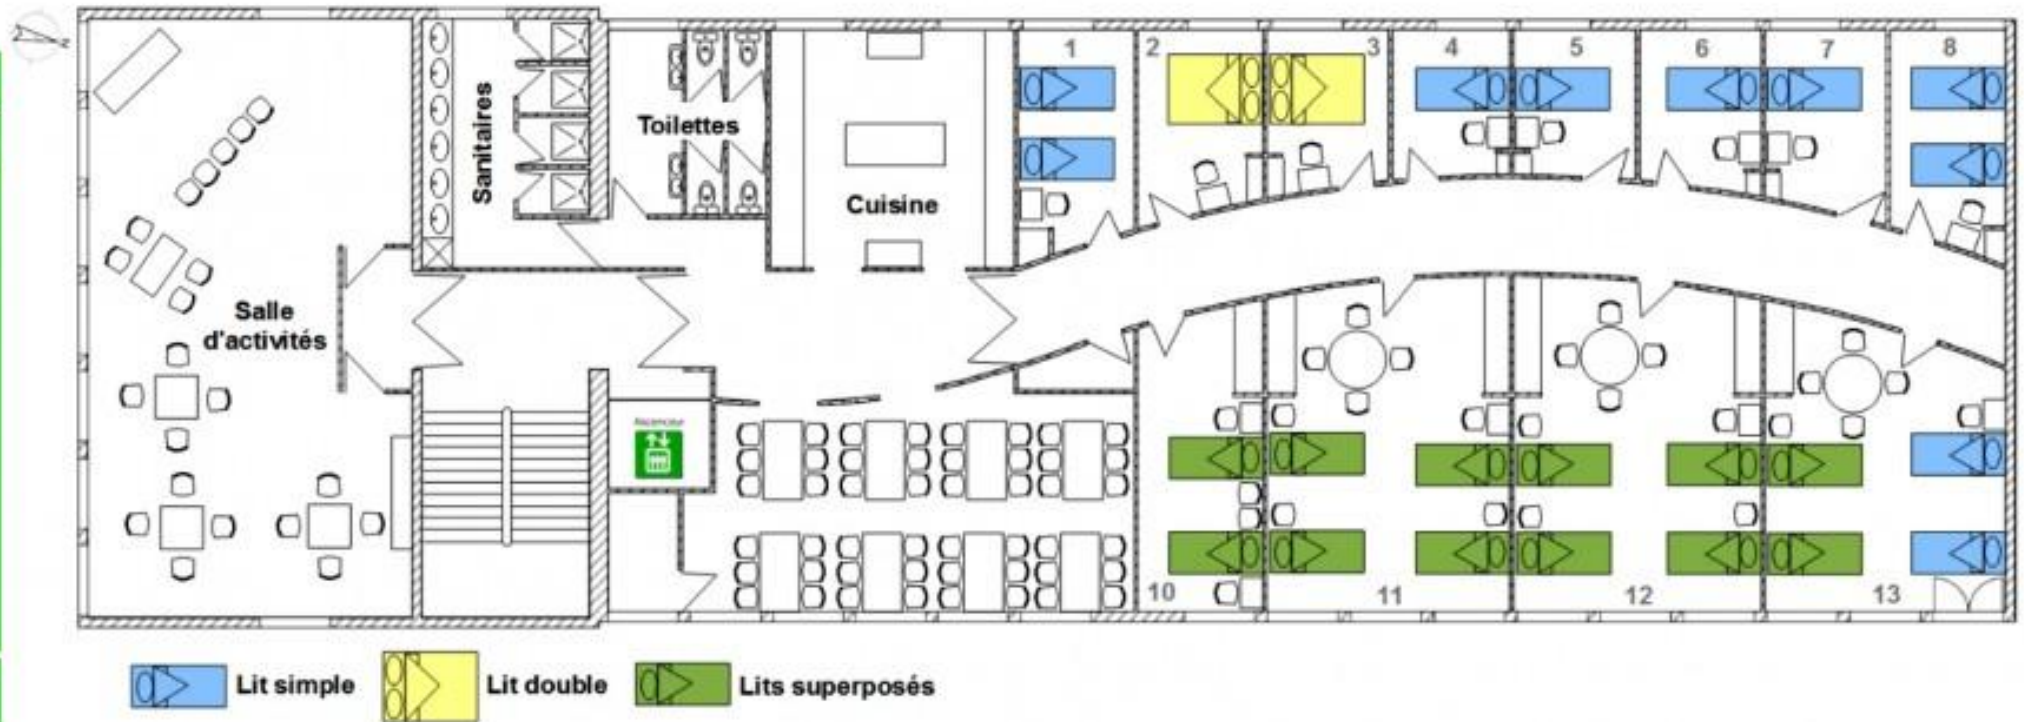 1 2 3 4 5 6 7 8
Sanitaires
Toilettes
Cuisine
Salle
d'activités
Ascenseur
10 11 12 13
Lit simple Lit double Lits superposés